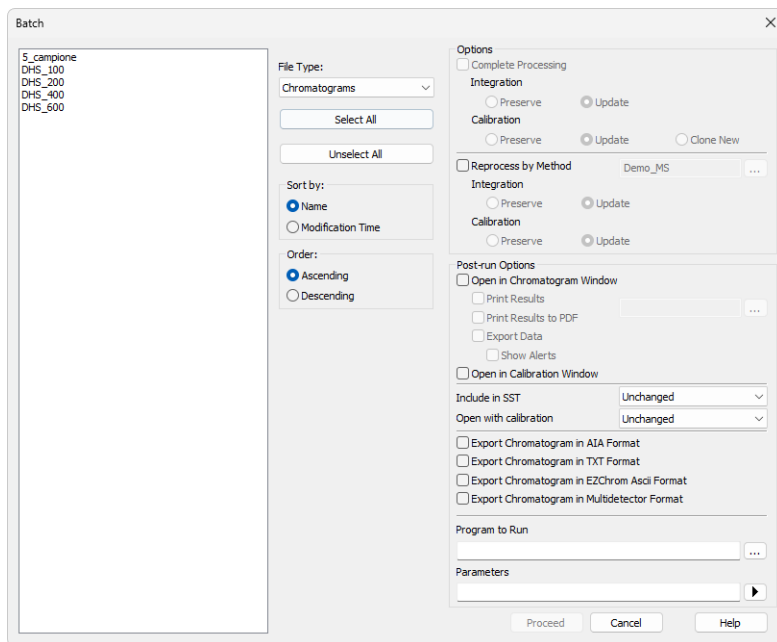 Batch
5_campione
DHS_100
DHS_200
DHS_400
DHS_600
File Type:
Chromatograms
Select All
Unselect All
Sort by:
Name
Modification Time
Order:
Ascending
Descending
Options
Complete Processing
Integration
Preserve Update
Calibration
Preserve Update Clone New
Reprocess by Method Demo_MS ...
Integration
Preserve Update
Calibration
Preserve Update
Post-run Options
Open in Chromatogram Window
Print Results
...
Print Results to PDF
Export Data
Show Alerts
Open in Calibration Window
Include in SST Unchanged
Open with calibration Unchanged
Export Chromatogram in AIA Format
Export Chromatogram in TXT Format
Export Chromatogram in EZChrom Ascii Format
Export Chromatogram in Multidetector Format
Program to Run
...
Parameters
Proceed Cancel Help